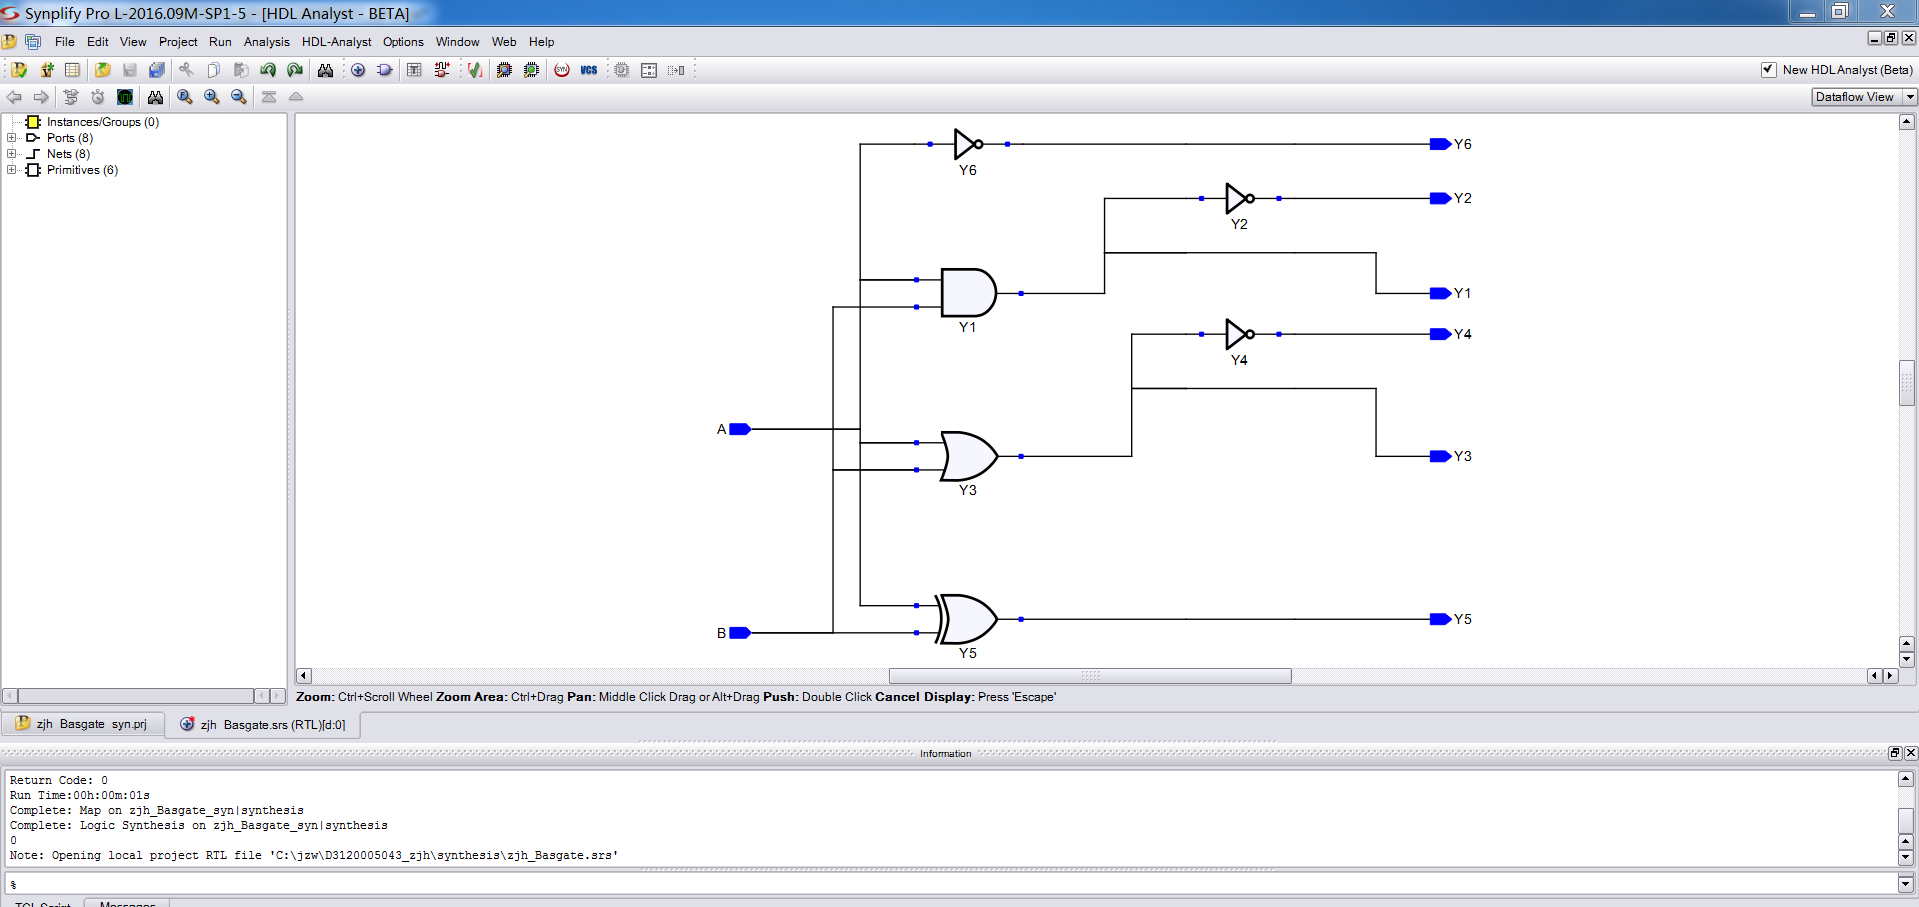 Synplify Pro L-2016.09M-SP1-5 - [HDL Analyst - BETA]
File Edit View Project Run Analysis HDL-Analyst Options Window Web Help
SYN VCS New HDL Analyst (Beta)
Dataflow View
Instances/Groups (0)
Ports (8)
Nets (8)
Primitives (6)
Y6
Y6
Y2
Y2
Y1
Y1
Y4
Y4
A
Y3
Y3
B
Y5
Y5
Zoom: Ctrl+Scroll Wheel Zoom Area: Ctrl+Drag Pan: Middle Click Drag or Alt+Drag Push: Double Click Cancel Display: Press 'Escape'
zjh_Basgate_syn.prj zjh_Basgate.srs (RTL)[d:0]
Information
Return Code: 0
Run Time:00h:00m:01s
Complete: Map on zjh_Basgate_syn|synthesis
Complete: Logic Synthesis on zjh_Basgate_syn|synthesis
0
Note: Opening local project RTL file 'C:\jzw\D3120005043_zjh\synthesis\zjh_Basgate.srs'
%
TCL Script Messages